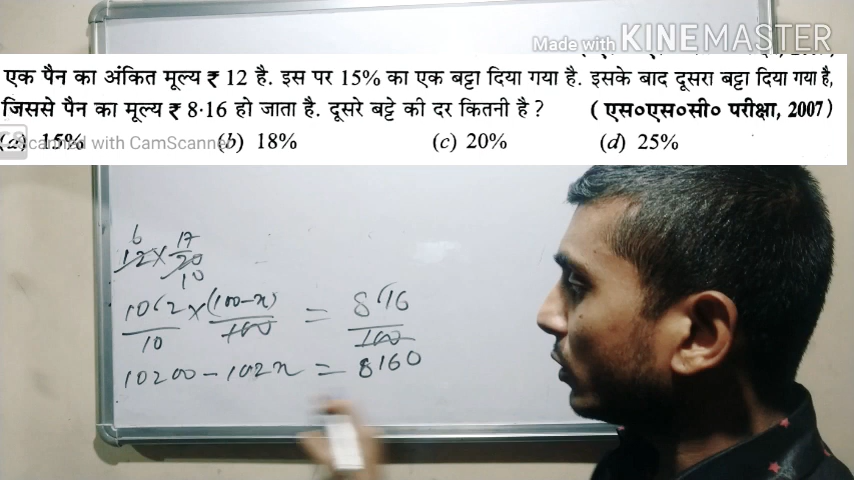 Made with KINEMASTER
एक पैन का अंकित मूल्य ₹ 12 है. इस पर 15% का एक बट्टा दिया गया है. इसके बाद दूसरा बट्टा दिया गया है,
जिससे पैन का मूल्य ₹ 8·16 हो जाता है. दूसरे बट्टे की दर कितनी है ? (एस०एस०सी० परीक्षा, 2007)
(a) 15% (b) 18% (c) 20% (d) 25%
Scanned with CamScanner
6 17
12 × 20
10
102 × (100-x) = 816
10 100 100
10200 - 102x = 8160